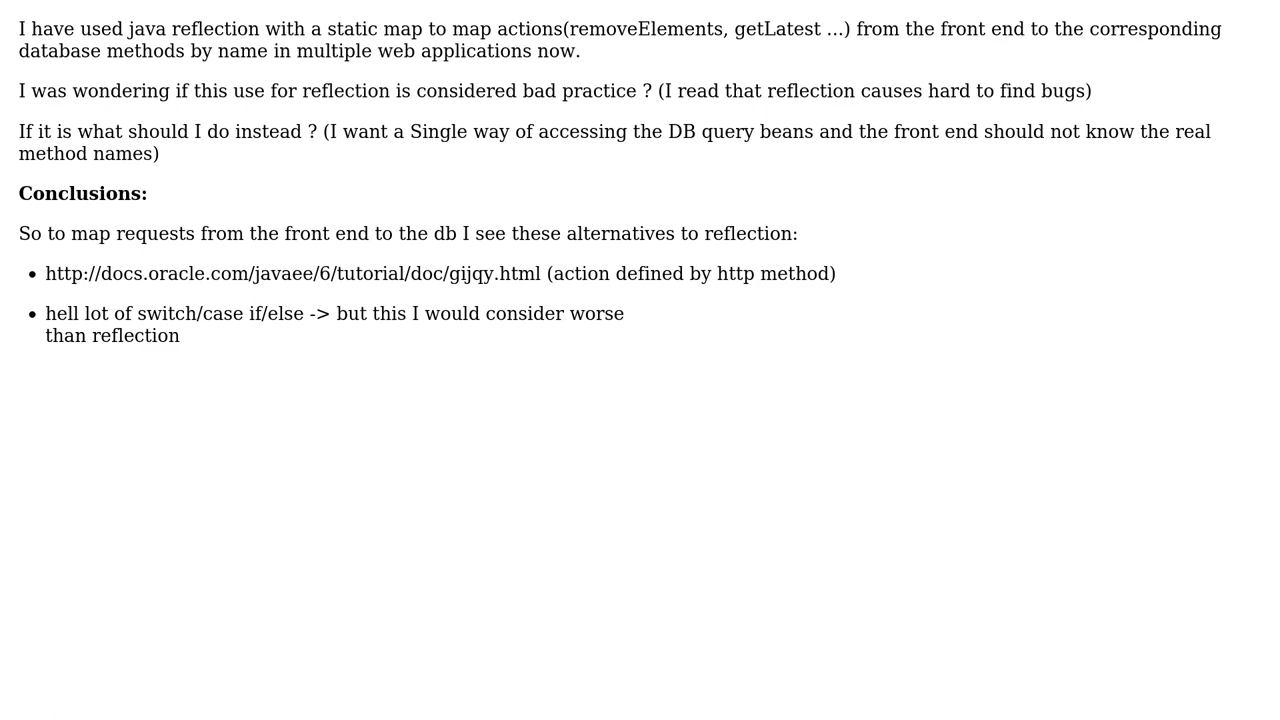 I have used java reflection with a static map to map actions(removeElements, getLatest ...) from the front end to the corresponding
database methods by name in multiple web applications now.
I was wondering if this use for reflection is considered bad practice ? (I read that reflection causes hard to find bugs)
If it is what should I do instead ? (I want a Single way of accessing the DB query beans and the front end should not know the real
method names)
Conclusions:
So to map requests from the front end to the db I see these alternatives to reflection:
• http://docs.oracle.com/javaee/6/tutorial/doc/gijqy.html (action defined by http method)
• hell lot of switch/case if/else -> but this I would consider worse
than reflection